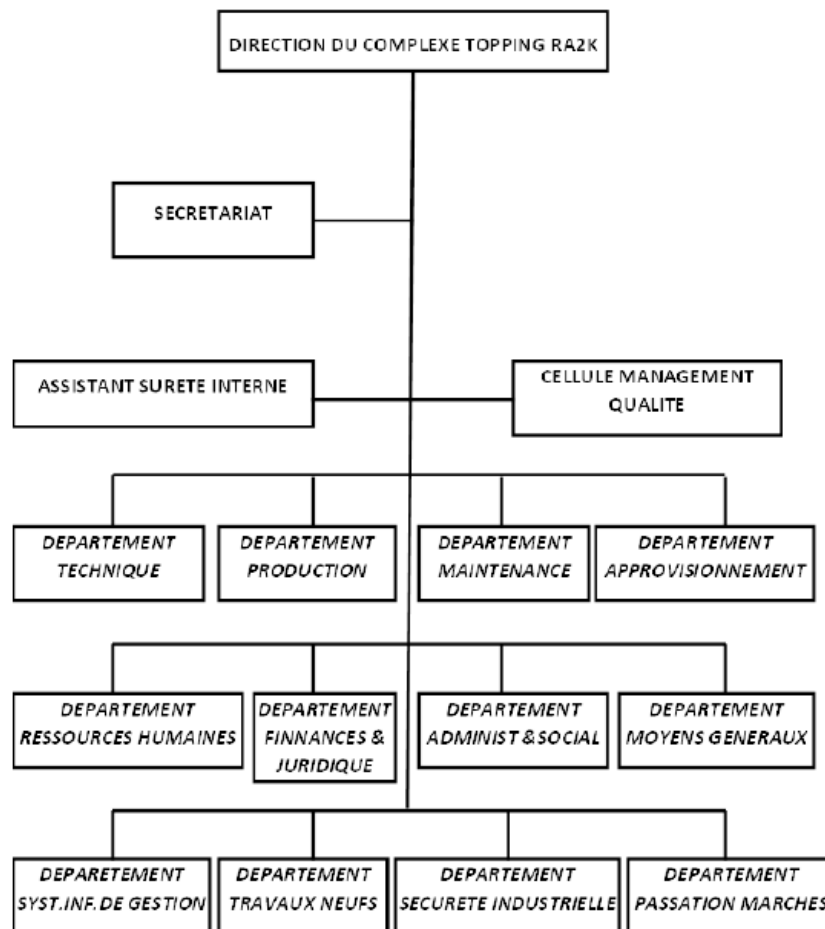 DIRECTION DU COMPLEXE TOPPING RA2K
SECRETARIAT
ASSISTANT SURETE INTERNE
CELLULE MANAGEMENT
QUALITE
DEPARTEMENT
TECHNIQUE
DEPARTEMENT
PRODUCTION
DEPARTEMENT
MAINTENANCE
DEPARTEMENT
APPROVISIONNEMENT
DEPARTEMENT
RESSOURCES HUMAINES
DEPARTEMENT
FINNANCES &
JURIDIQUE
DEPARTEMENT
ADMINIST &SOCIAL
DEPARTEMENT
MOYENS GENERAUX
DEPARETEMENT
SYST.INF.DE GESTION
DEPARTEMENT
TRAVAUX NEUFS
DEPARTEMENT
SECURETE INDUSTRIELLE
DEPARTEMENT
PASSATION MARCHES